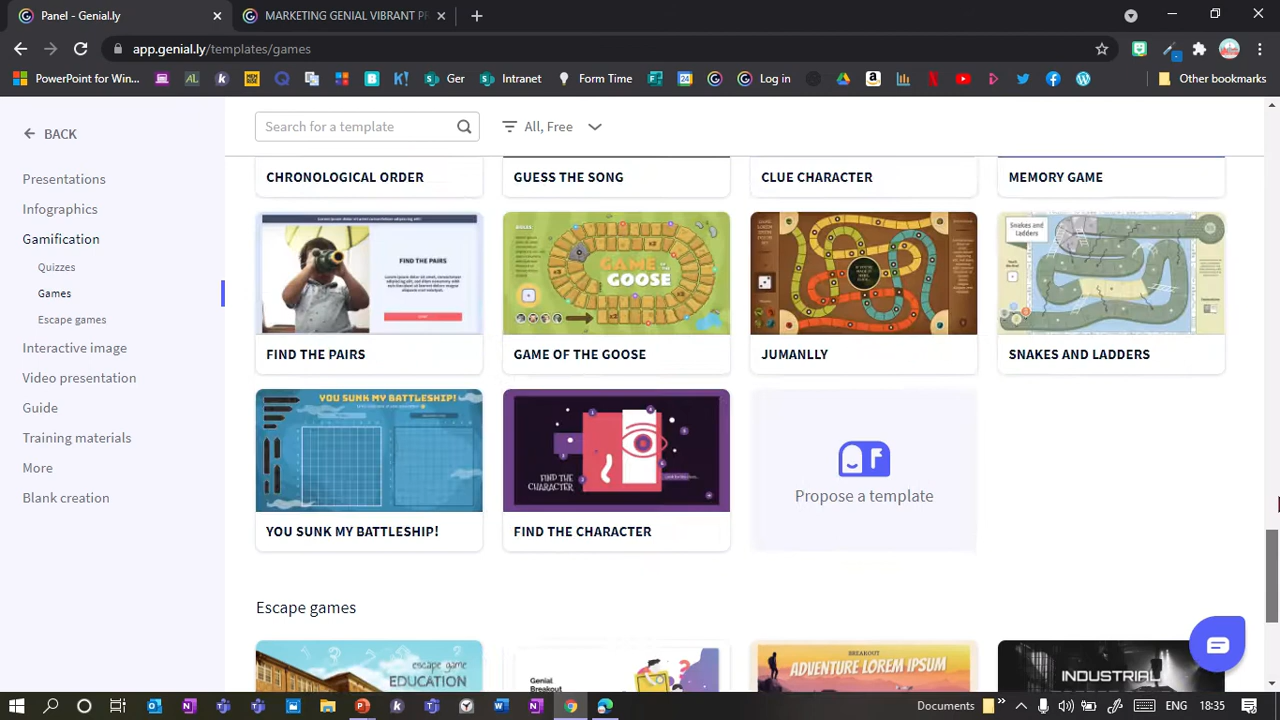 Panel - Genial.ly
MARKETING GENIAL VIBRANT PR
app.genial.ly/templates/games
PowerPoint for Win...
AL
Ger
Intranet
Form Time
Log in
Other bookmarks
BACK
Search for a template
All, Free
Presentations
Infographics
Gamification
Quizzes
Games
Escape games
Interactive image
Video presentation
Guide
Training materials
More
Blank creation
CHRONOLOGICAL ORDER
GUESS THE SONG
CLUE CHARACTER
MEMORY GAME
FIND THE PAIRS
RULES
GAME OF THE
GOOSE
Snakes and
Ladders
FIND THE PAIRS
GAME OF THE GOOSE
JUMANLLY
SNAKES AND LADDERS
YOU SUNK MY BATTLESHIP!
FIND THE
CHARACTER
Propose a template
YOU SUNK MY BATTLESHIP!
FIND THE CHARACTER
Escape games
escape game
EDUCATION
Genial
Breakout
BREAKOUT
ADVENTURE LOREM IPSUM
INDUSTRIAL
Documents
ENG
18:35